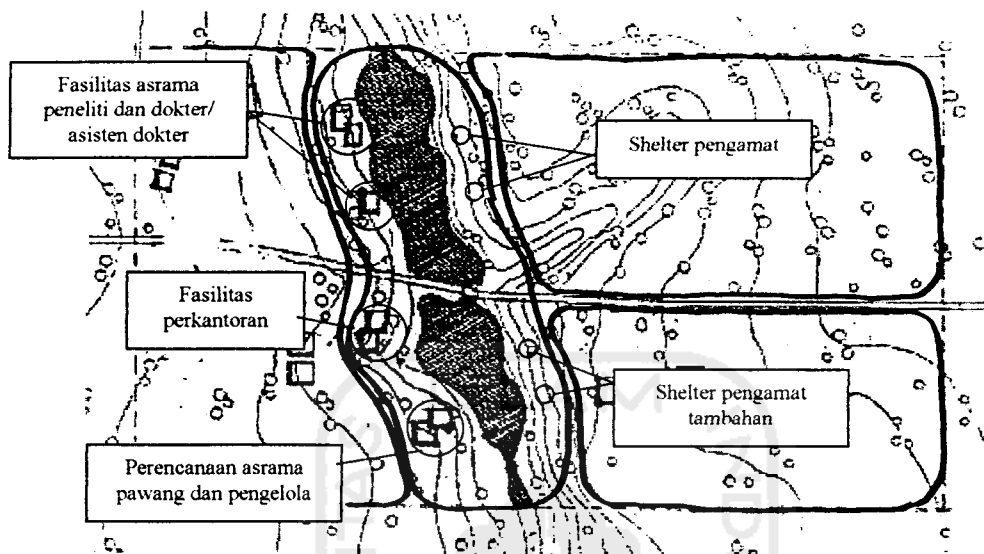 Fasilitas asrama
peneliti dan dokter/
asisten dokter
Shelter pengamat
Fasilitas
perkantoran
Shelter pengamat
tambahan
Perencanaan asrama
pawang dan pengelola